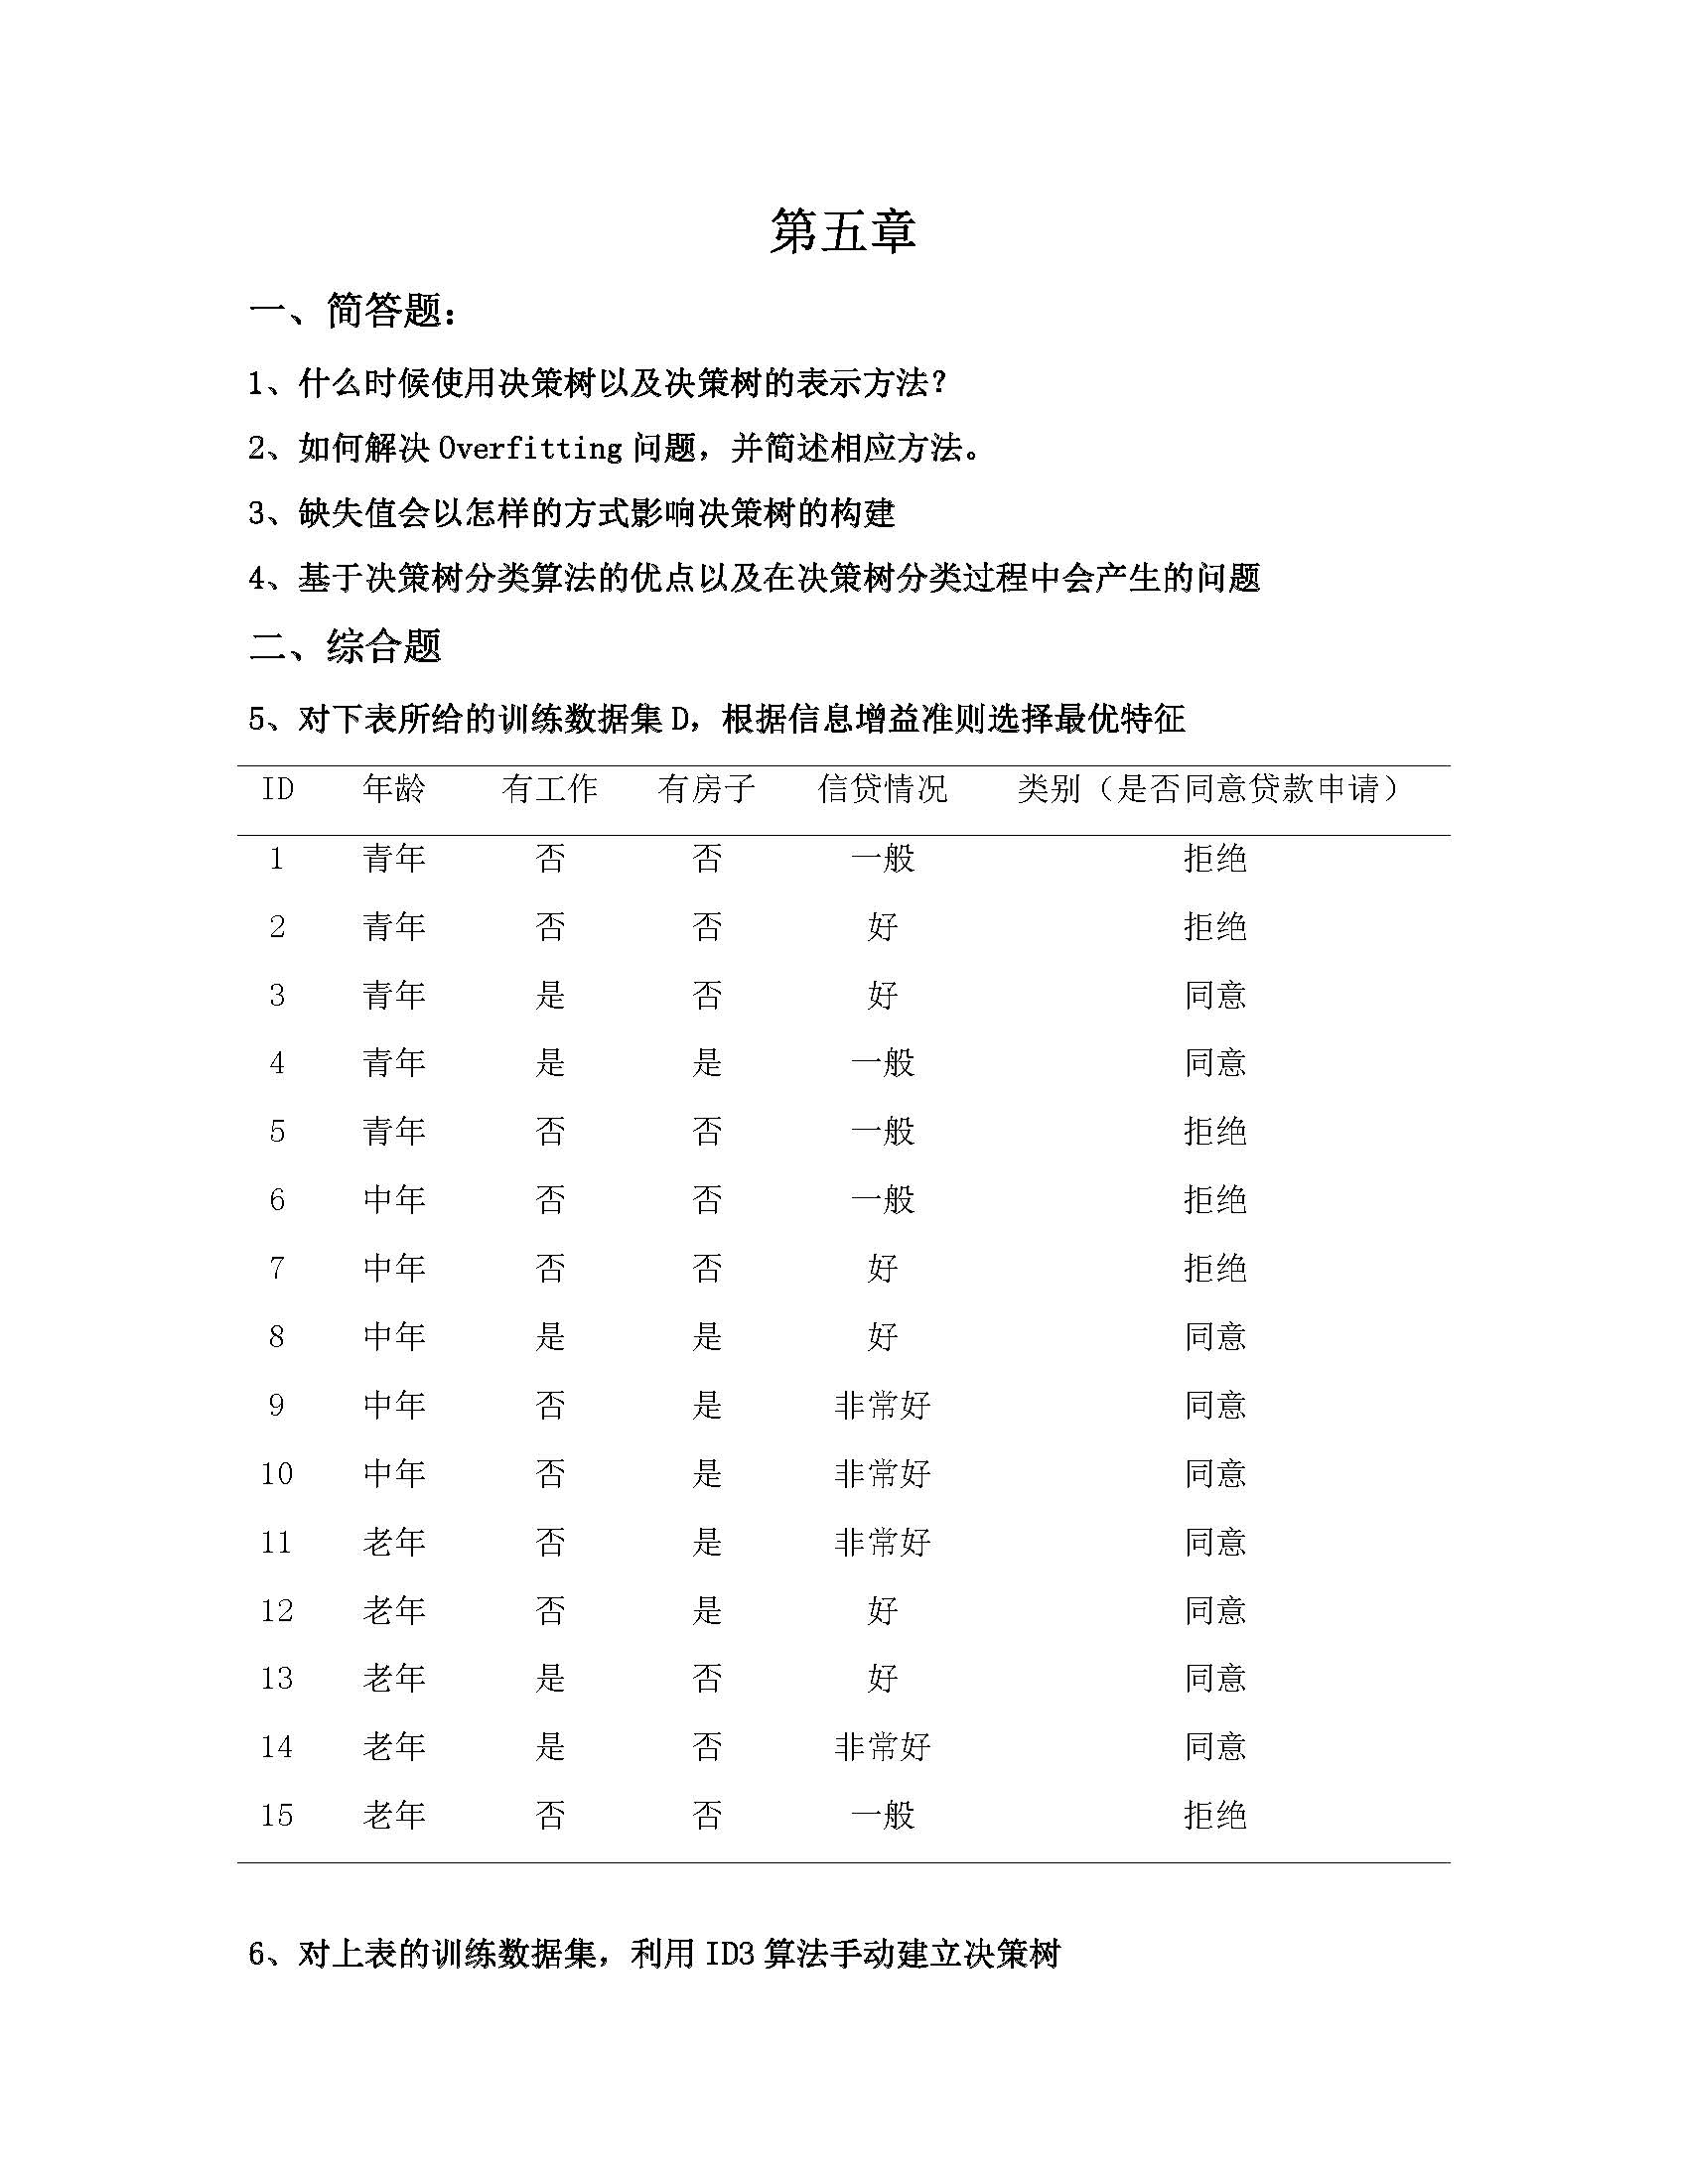 第五章
一、简答题：
1、什么时候使用决策树以及决策树的表示方法？
2、如何解决 Overfitting 问题，并简述相应方法。
3、缺失值会以怎样的方式影响决策树的构建
4、基于决策树分类算法的优点以及在决策树分类过程中会产生的问题
二、综合题
5、对下表所给的训练数据集 D，根据信息增益准则选择最优特征
ID 年龄 有工作 有房子 信贷情况 类别（是否同意贷款申请）
1 青年 否 否 一般 拒绝
2 青年 否 否 好 拒绝
3 青年 是 否 好 同意
4 青年 是 是 一般 同意
5 青年 否 否 一般 拒绝
6 中年 否 否 一般 拒绝
7 中年 否 否 好 拒绝
8 中年 是 是 好 同意
9 中年 否 是 非常好 同意
10 中年 否 是 非常好 同意
11 老年 否 是 非常好 同意
12 老年 否 是 好 同意
13 老年 是 否 好 同意
14 老年 是 否 非常好 同意
15 老年 否 否 一般 拒绝
6、对上表的训练数据集，利用 ID3 算法手动建立决策树